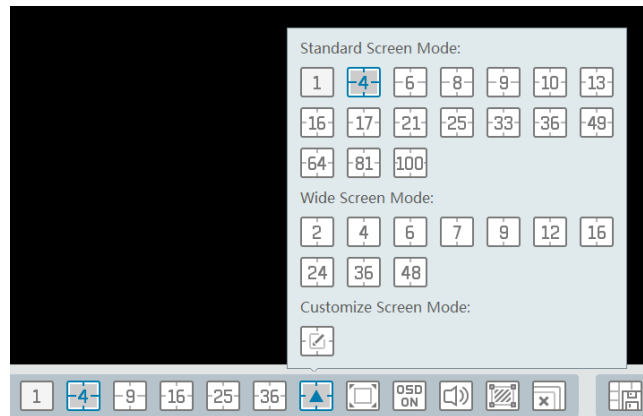 Standard Screen Mode:
1 4 6 8 9 10 13
16 17 21 25 33 36 49
64 81 100
Wide Screen Mode:
2 4 6 7 9 12 16
24 36 48
Customize Screen Mode:
1 4 9 16 25 36 OSD ON